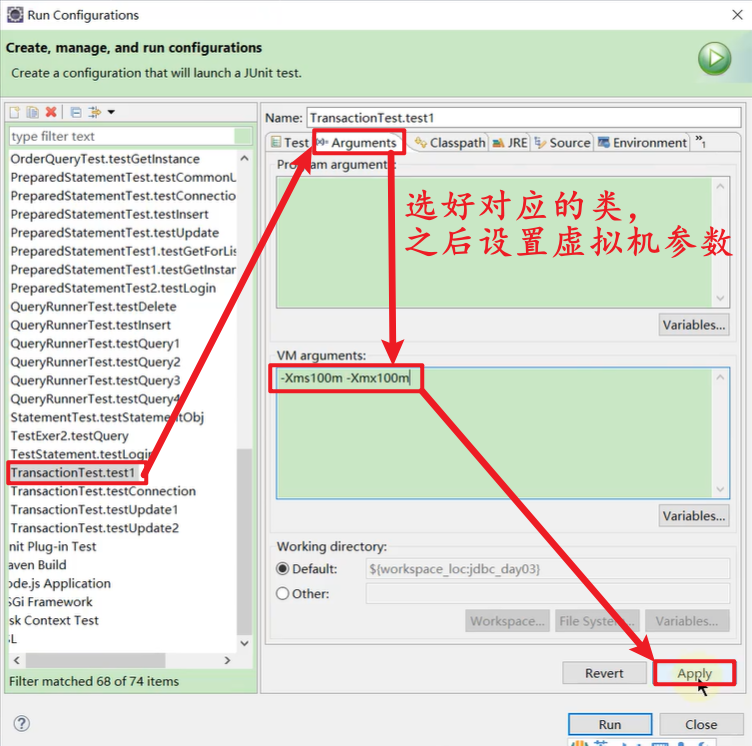 Run Configurations
Create, manage, and run configurations
Create a configuration that will launch a JUnit test.
type filter text
OrderQueryTest.testGetInstance
PreparedStatementTest.testCommonU
PreparedStatementTest.testConnectio
PreparedStatementTest.testInsert
PreparedStatementTest.testUpdate
PreparedStatementTest1.testGetForLis
PreparedStatementTest1.testGetInstar
PreparedStatementTest2.testLogin
QueryRunnerTest.testDelete
QueryRunnerTest.testInsert
QueryRunnerTest.testQuery1
QueryRunnerTest.testQuery2
QueryRunnerTest.testQuery3
QueryRunnerTest.testQuery4
StatementTest.testStatementObj
TestExer2.testQuery
TestStatement.testLogin
TransactionTest.test1
TransactionTest.testConnection
TransactionTest.testUpdate1
TransactionTest.testUpdate2
nit Plug-in Test
aven Build
ode.js Application
SGi Framework
sk Context Test
L
Filter matched 68 of 74 items
Name: TransactionTest.test1
Test Arguments Classpath JRE Source Environment »1
Program arguments:
选好对应的类，
之后设置虚拟机参数
Variables...
VM arguments:
-Xms100m -Xmx100m
Variables...
Working directory:
Default: ${workspace_loc:jdbc_day03}
Other:
Workspace... File System... Variables...
Revert Apply
Run Close
英